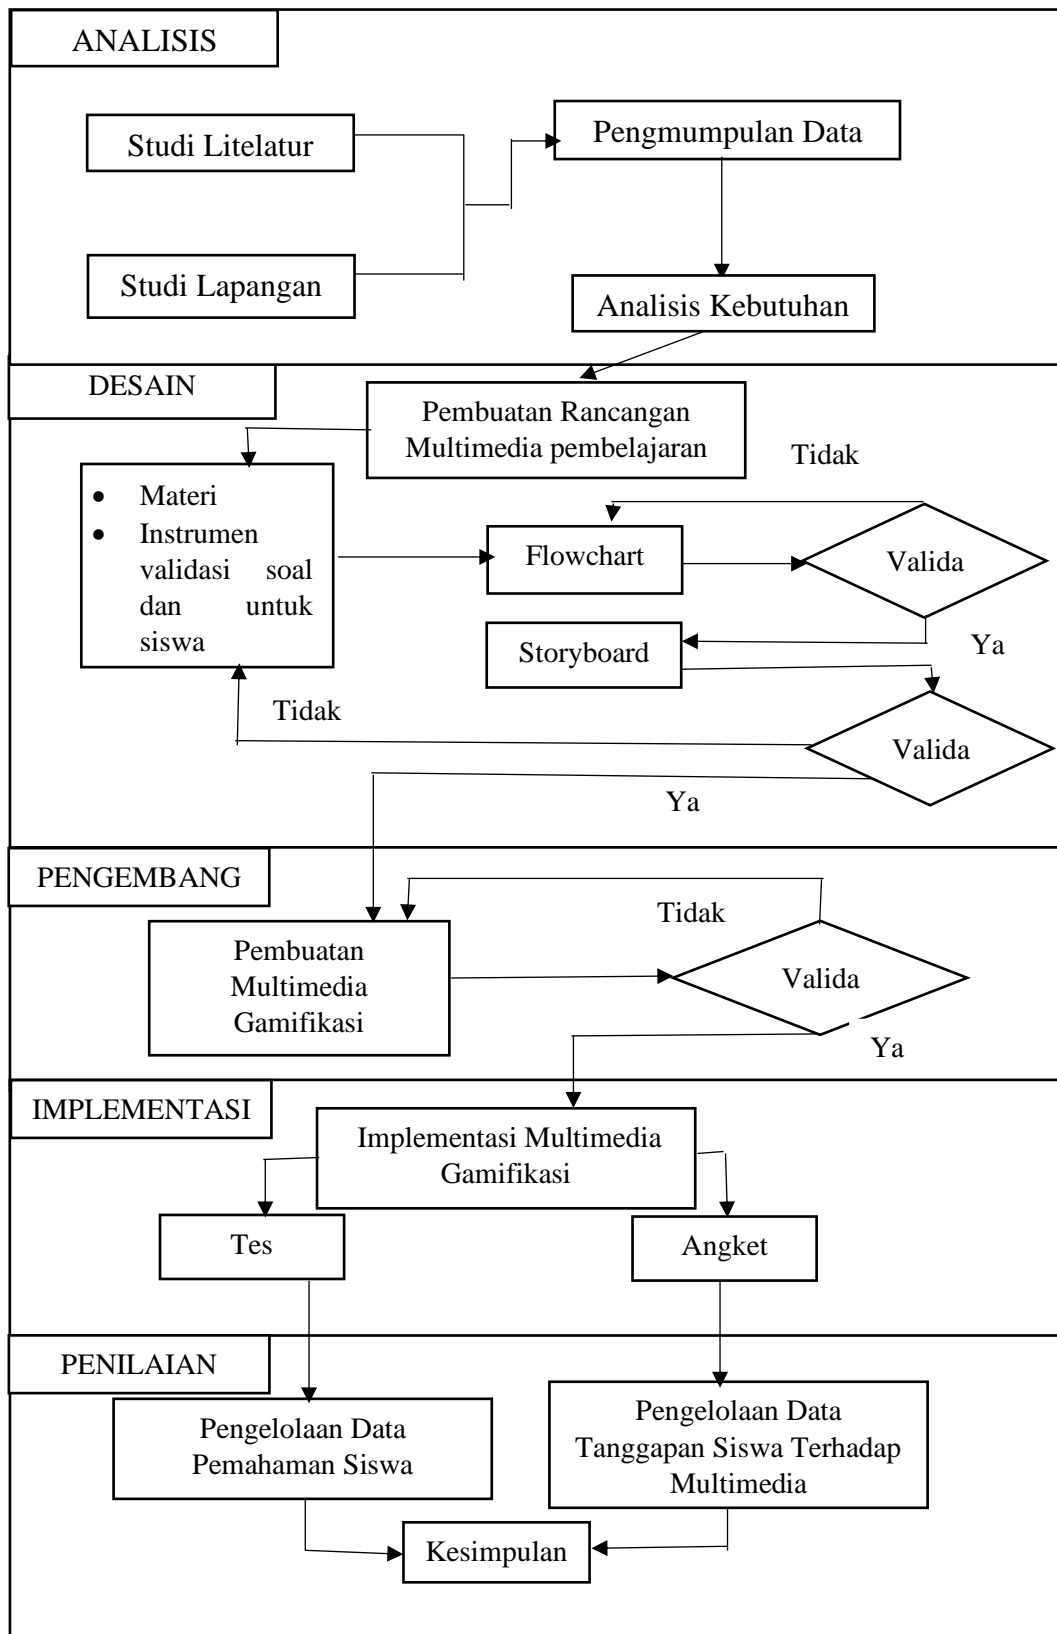 ANALISIS
Studi Litelatur
Pengmumpulan Data
Studi Lapangan
Analisis Kebutuhan
DESAIN
Pembuatan Rancangan
Multimedia pembelajaran
Tidak
• Materi
• Instrumen
validasi soal
dan untuk
siswa
Flowchart
Valida
Storyboard
Ya
Tidak
Valida
Ya
PENGEMBANG
Tidak
Pembuatan
Multimedia
Gamifikasi
Valida
Ya
IMPLEMENTASI
Implementasi Multimedia
Gamifikasi
Tes
Angket
PENILAIAN
Pengelolaan Data
Pemahaman Siswa
Pengelolaan Data
Tanggapan Siswa Terhadap
Multimedia
Kesimpulan